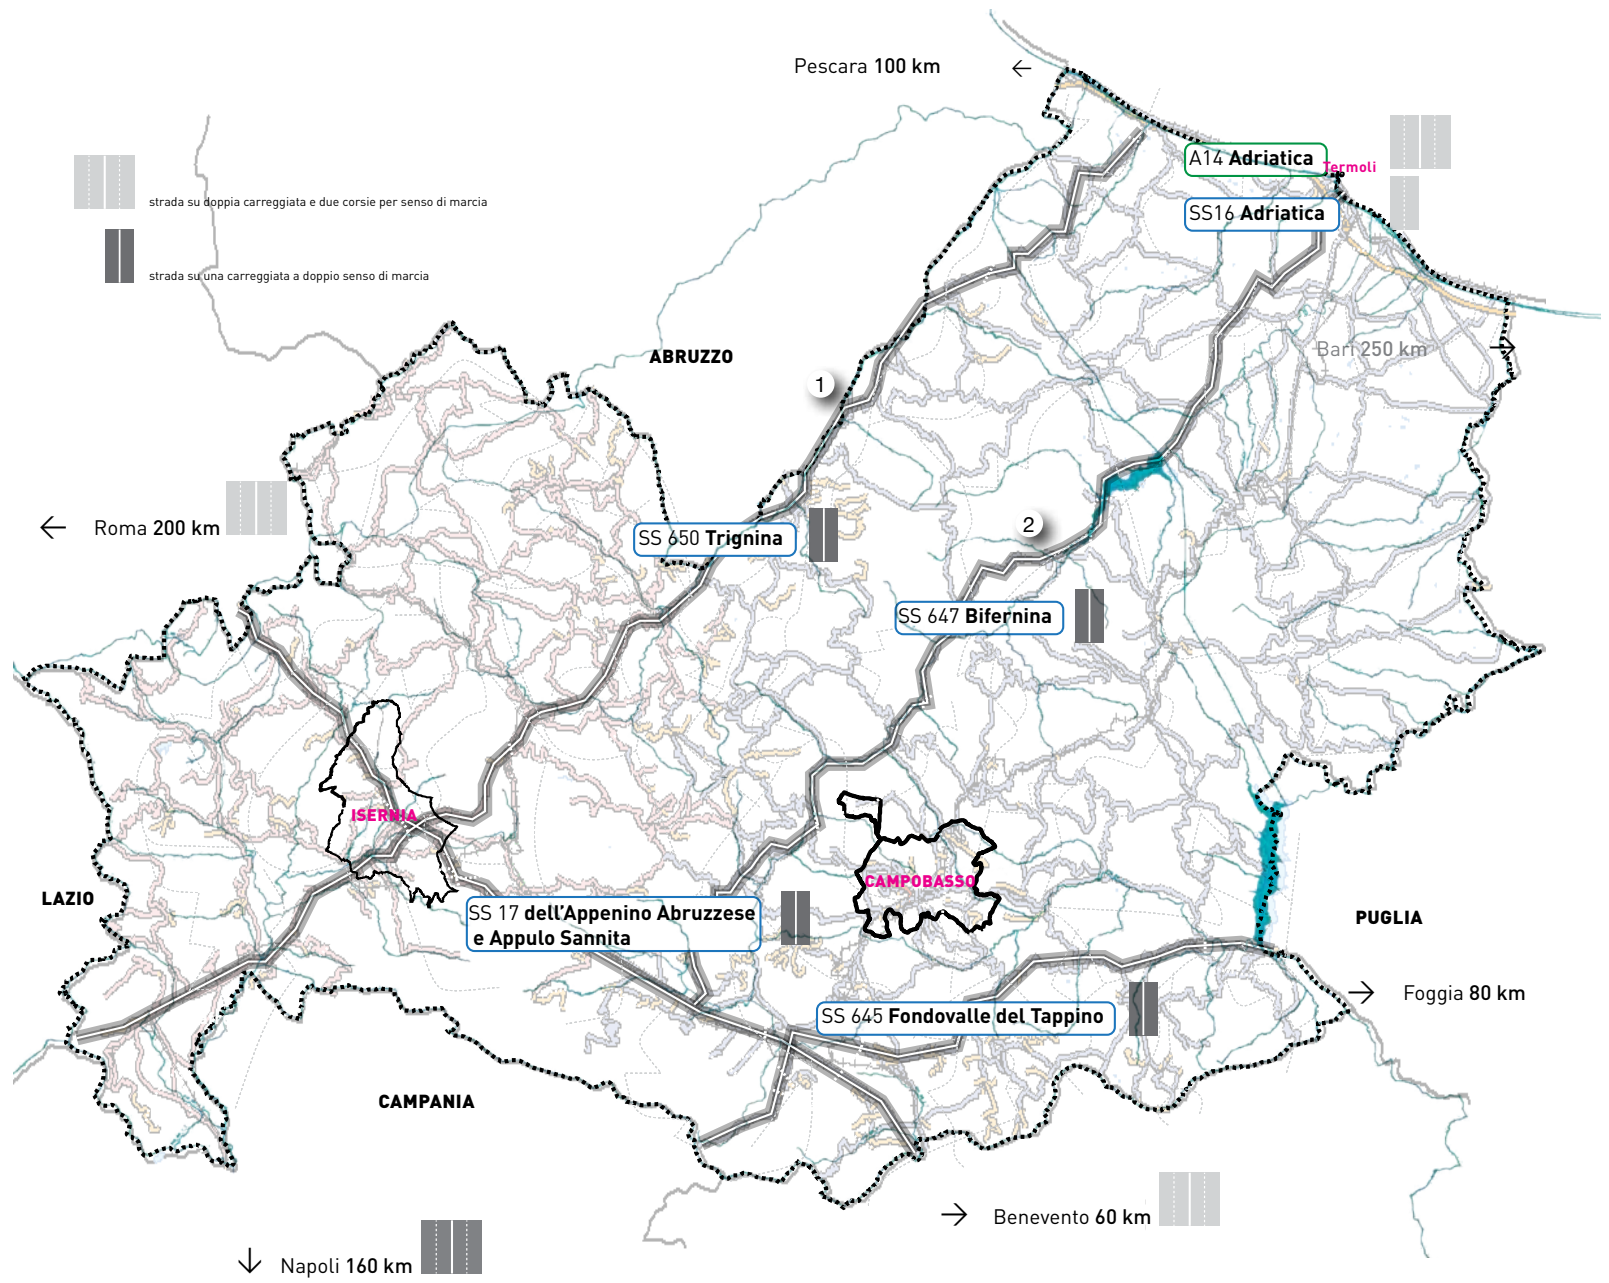 Pescara 100 km
A14 Adriatica
Termoli
strada su doppia carreggiata e due corsie per senso di marcia
SS16 Adriatica
strada su una carreggiata a doppio senso di marcia
ABRUZZO
Bari 250 km
1
Roma 200 km
2
SS 650 Trignina
SS 647 Bifernina
ISERNIA
CAMPOBASSO
LAZIO
SS 17 dell'Appenino Abruzzese
e Appulo Sannita
PUGLIA
Foggia 80 km
SS 645 Fondovalle del Tappino
CAMPANIA
Benevento 60 km
Napoli 160 km